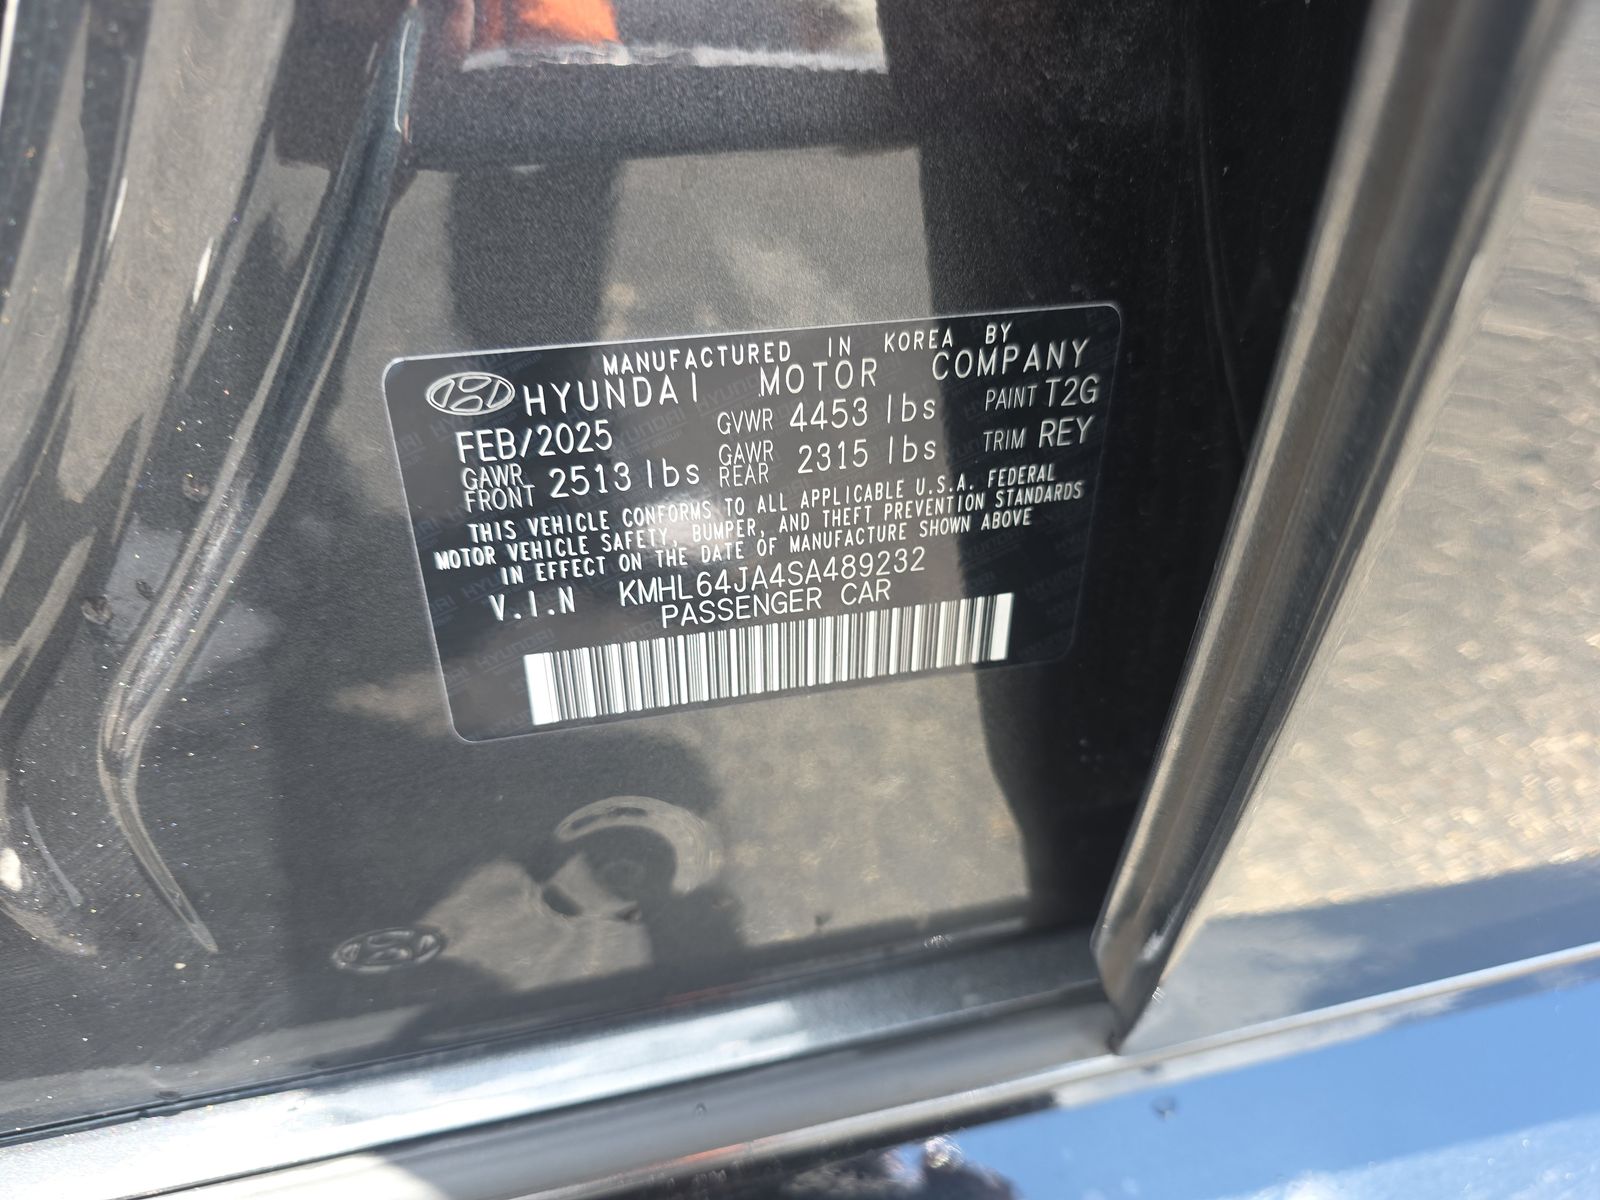 MANUFACTURED IN KOREA BY
HYUNDAI MOTOR COMPANY
FEB/2025 GVWR 4453 lbs PAINT T2G
GAWR FRONT 2513 lbs GAWR REAR 2315 lbs TRIM REY
THIS VEHICLE CONFORMS TO ALL APPLICABLE U.S.A. FEDERAL
MOTOR VEHICLE SAFETY, BUMPER, AND THEFT PREVENTION STANDARDS
IN EFFECT ON THE DATE OF MANUFACTURE SHOWN ABOVE
V.I.N KMHL64JA4SA489232
PASSENGER CAR